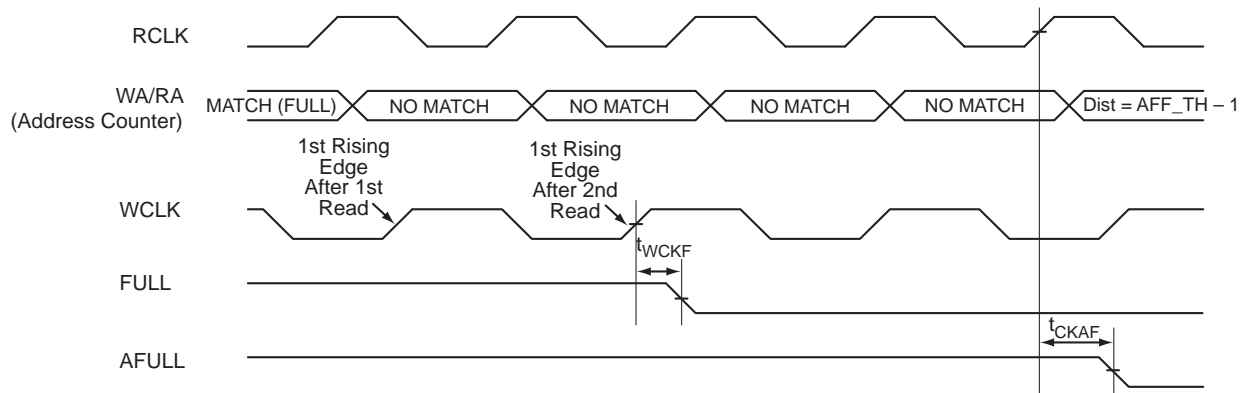 RCLK
WA/RA
(Address Counter)
MATCH (FULL)
NO MATCH
NO MATCH
NO MATCH
NO MATCH
Dist = AFF_TH – 1
1st Rising
Edge
After 1st
Read
1st Rising
Edge
After 2nd
Read
WCLK
tWCKF
FULL
tCKAF
AFULL